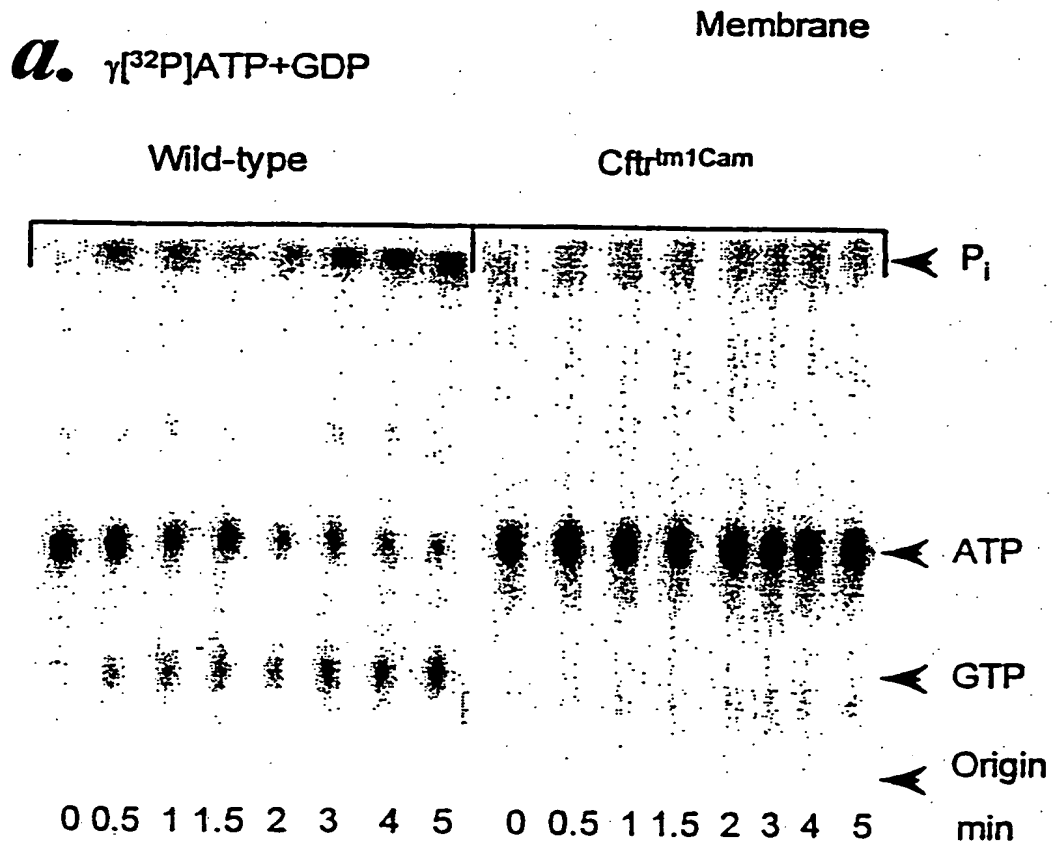 Membrane
a. γ[³²P]ATP+GDP
Wild-type Cftrᵗᵐ¹ᶜᵃᵐ
Pi
ATP
GTP
Origin
0 0.5 1 1.5 2 3 4 5 0 0.5 1 1.5 2 3 4 5 min